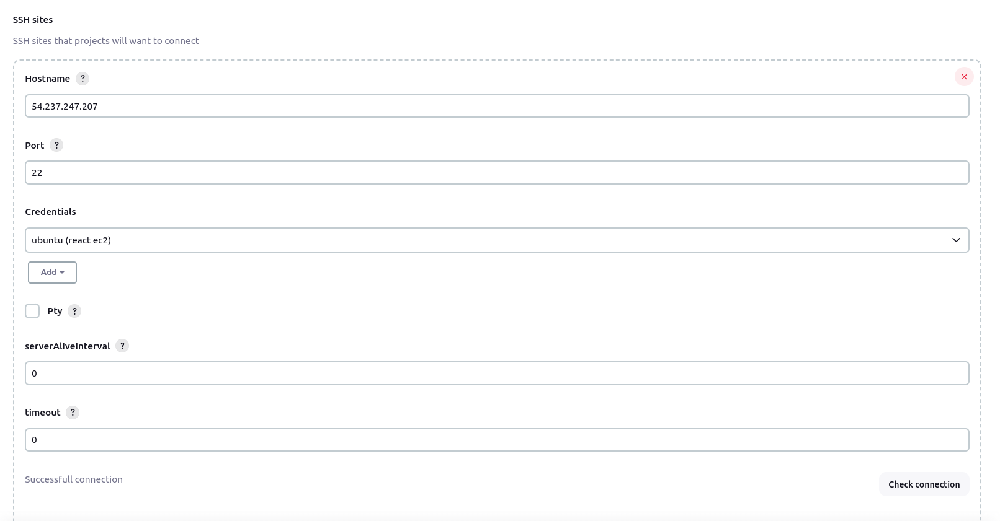 SSH sites
SSH sites that projects will want to connect
Hostname ?
54.237.247.207
Port ?
22
Credentials
ubuntu (react ec2)
Add
Pty ?
serverAliveInterval ?
0
timeout ?
0
Successfull connection
Check connection